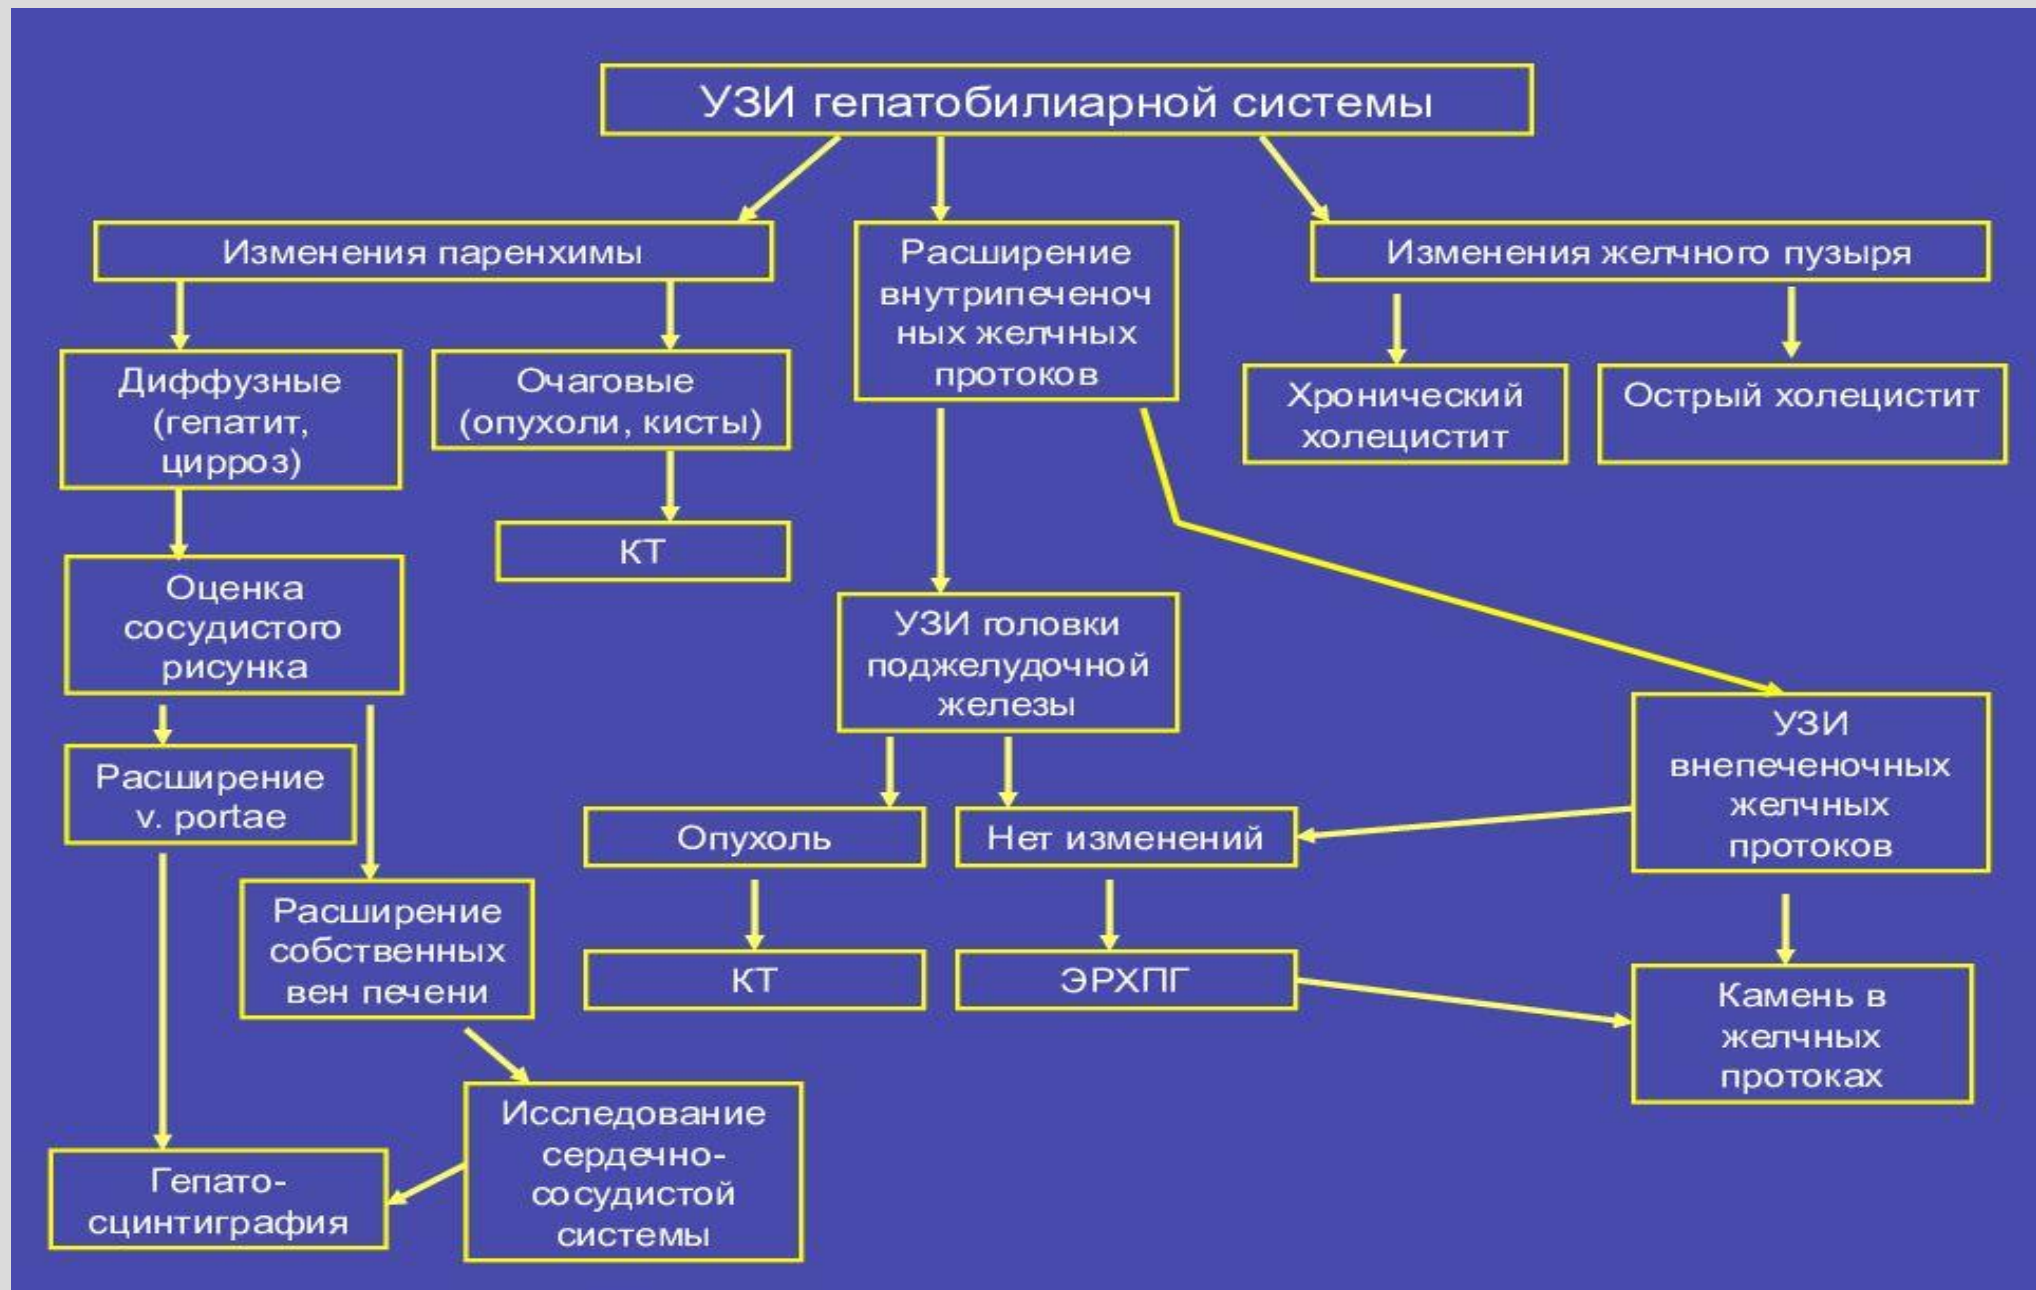 УЗИ гепатобилиарной системы
Изменения паренхимы
Расширение
внутрипеченоч
ных желчных
протоков
Изменения желчного пузыря
Диффузные
(гепатит,
цирроз)
Очаговые
(опухоли, кисты)
Хронический
холецистит
Острый холецистит
КТ
Оценка
сосудистого
рисунка
УЗИ головки
поджелудочной
железы
УЗИ
внепеченочных
желчных
протоков
Расширение
v. portae
Опухоль
Нет изменений
Расширение
собственных
вен печени
КТ
ЭРХПГ
Камень в
желчных
протоках
Исследование
сердечно-
сосудистой
системы
Гепато-
сцинтиграфия